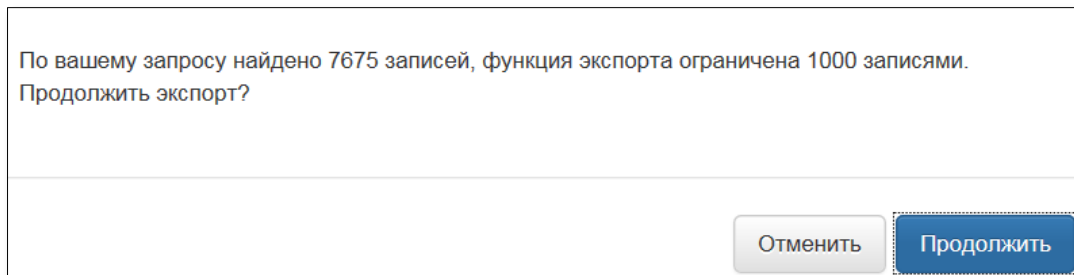 По вашему запросу найдено 7675 записей, функция экспорта ограничена 1000 записями.
Продолжить экспорт?
Отменить
Продолжить